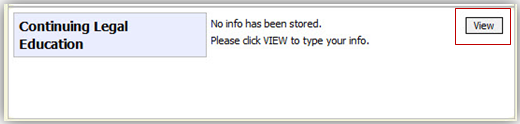 Continuing Legal
Education
No info has been stored.
Please click VIEW to type your info.
View